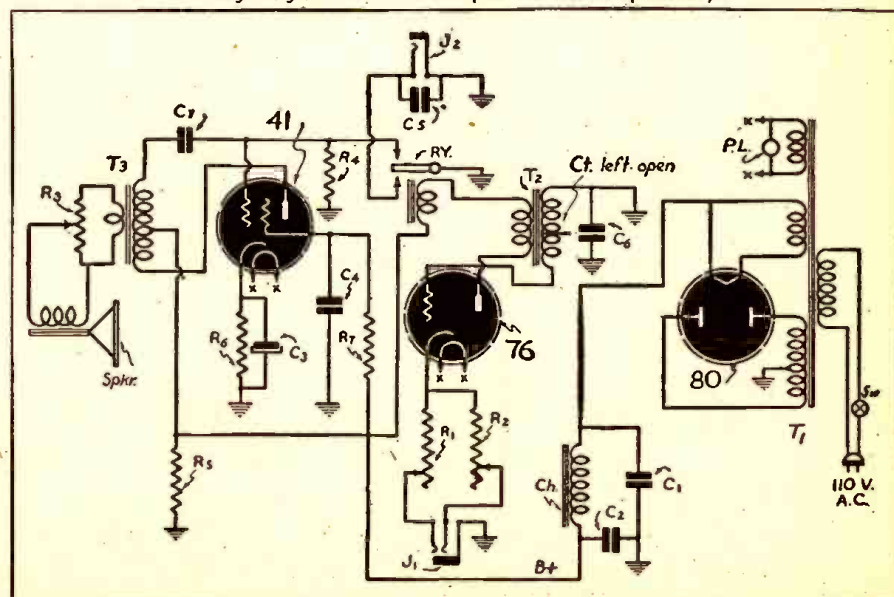 J2
C7
41
C5
T3
R4
RY.
P.L.
T2
Ct. left open
R3
C6
C4
R6
C3
R7
76
Spkr.
80
Sw
R1
R2
T1
R5
Ch.
C1
C2
110 V.
A.C.
J1
B+
x x
x x
x
x